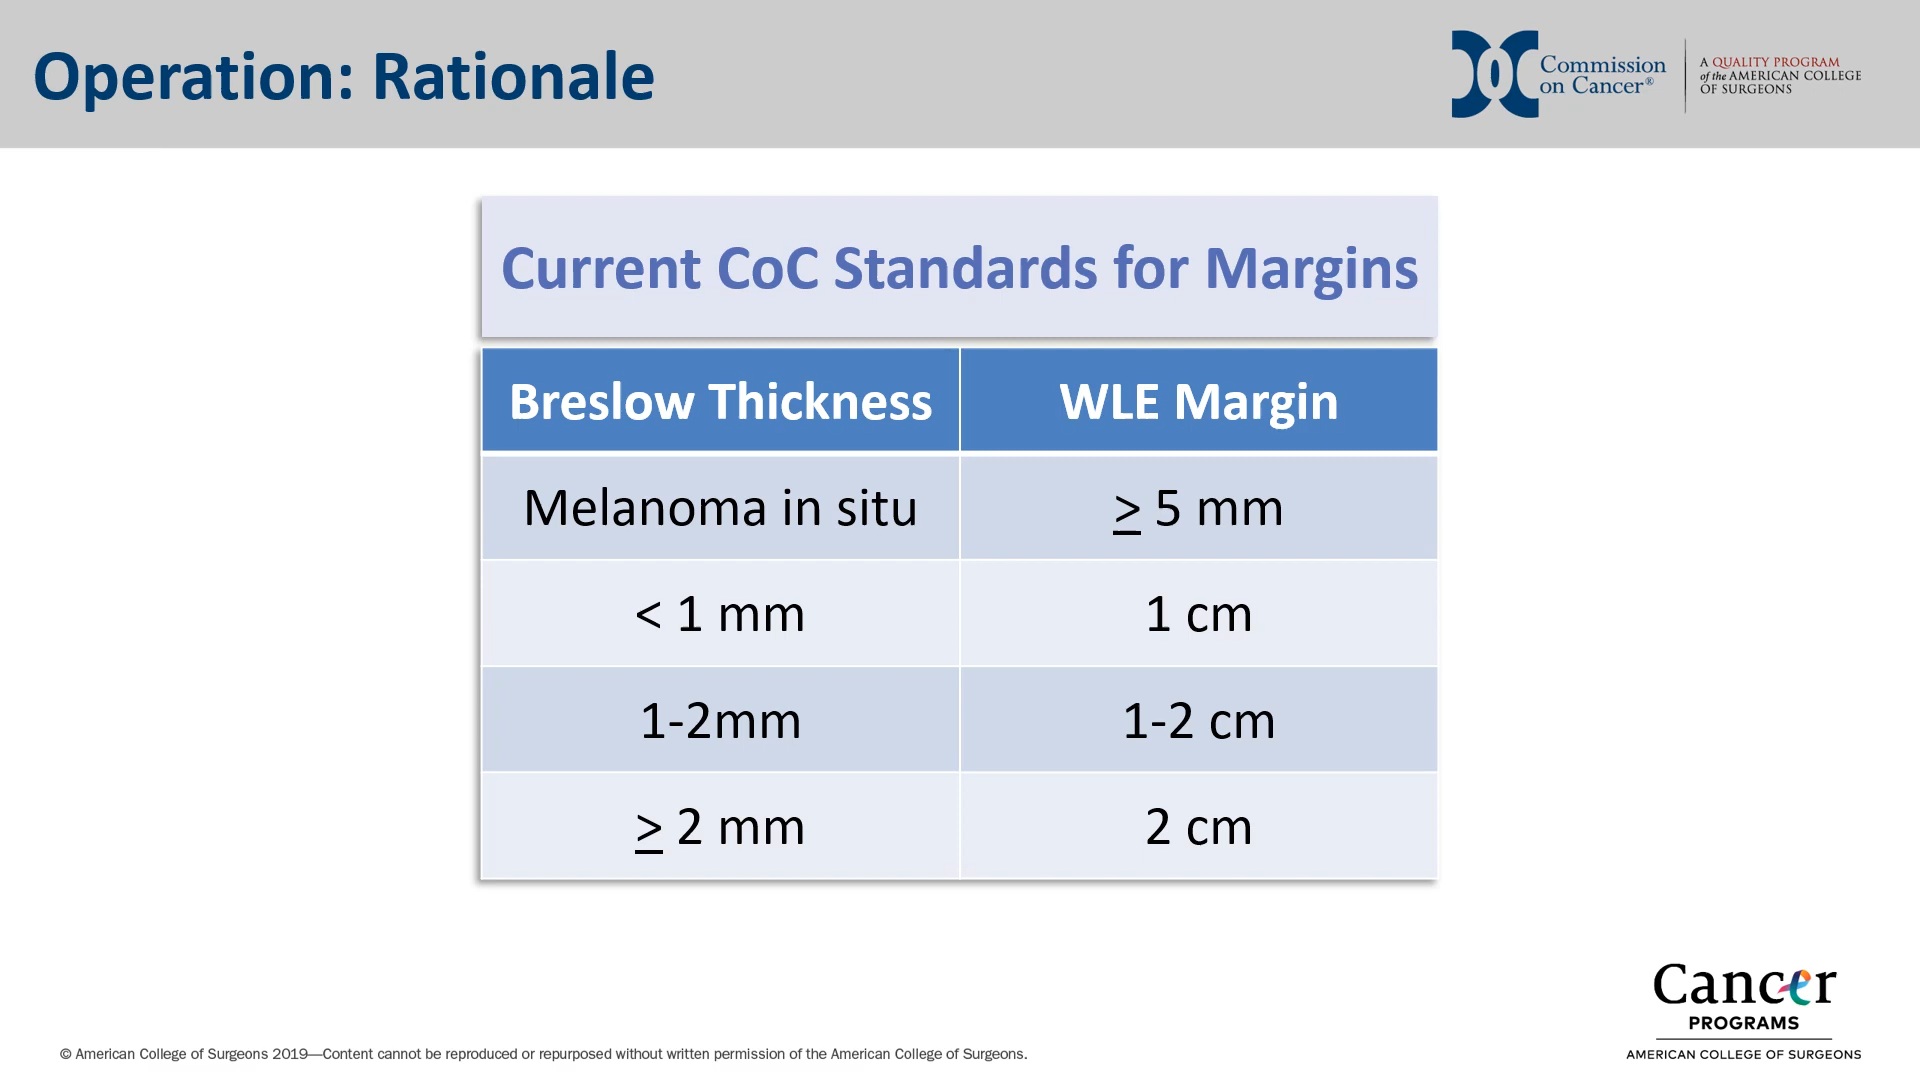 Operation: Rationale
Commission
on Cancer®
A QUALITY PROGRAM
of the AMERICAN COLLEGE
OF SURGEONS
Current CoC Standards for Margins
Breslow Thickness WLE Margin
Melanoma in situ ≥ 5 mm
< 1 mm 1 cm
1-2mm 1-2 cm
≥ 2 mm 2 cm
Cancer
PROGRAMS
AMERICAN COLLEGE OF SURGEONS
© American College of Surgeons 2019—Content cannot be reproduced or repurposed without written permission of the American College of Surgeons.